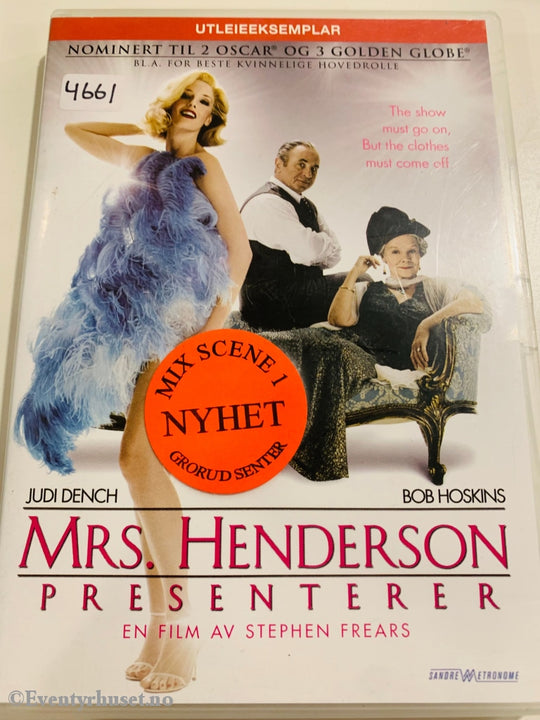 UTLEIEEKSEMPLAR
NOMINERT TIL 2 OSCAR® OG 3 GOLDEN GLOBE®
BL.A. FOR BESTE KVINNELIGE HOVEDROLLE
4661
The show
must go on,
But the clothes
must come off
MIX SCENE 1
NYHET
GRORUD SENTER
JUDI DENCH
BOB HOSKINS
MRS. HENDERSON
PRESENTERER
EN FILM AV STEPHEN FREARS
SANDREW METRONOME
©Eventyrhuset.no